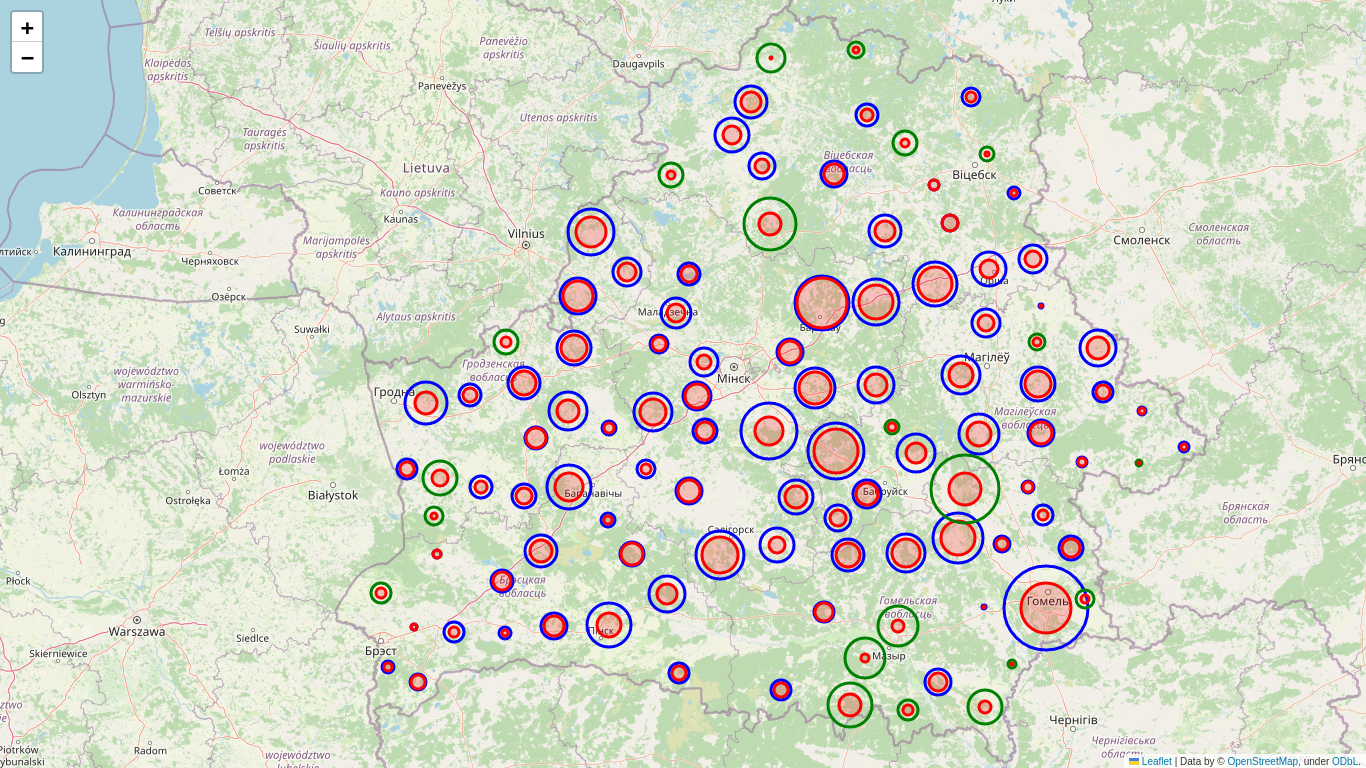 +
−
Луки
Telšių apskritis
Šiaulių apskritis
Panevėžio
apskritis
Daugavpils
Klaipėdos
apskritis
Panevėžys
Utenos apskritis
Tauragės
apskritis
Lietuva
Віцебская
вобласць
Віцебск
Советск
Kauno apskritis
Калининградская
область
Kaunas
Vilnius
Marijampolės
apskritis
Калининград
Черняховск
Смоленск
Смоленская
область
Орша
Озёрск
Alytaus apskritis
Маладзечна
Барысаў
Suwałki
Магілёў
Мінск
Гродзенская
вобласць
województwo
warmińsko-
mazurskie
Olsztyn
Гродна
Магілёўская
вобласць
województwo
podlaskie
Łomża
Брянс
Ostrołęka
Białystok
Баранавічы
Бабруйск
Брянская
область
Салігорск
Płock
Брэсцкая
вобласць
Гомельская
вобласць
Гомель
Warszawa
Siedlce
Пінск
Skierniewice
Брэст
Мазыр
Чернігів
Radom
województwo
lubelskie
Piotrków
Чернігівська
область
Leaflet | Data by © OpenStreetMap, under ODbL.